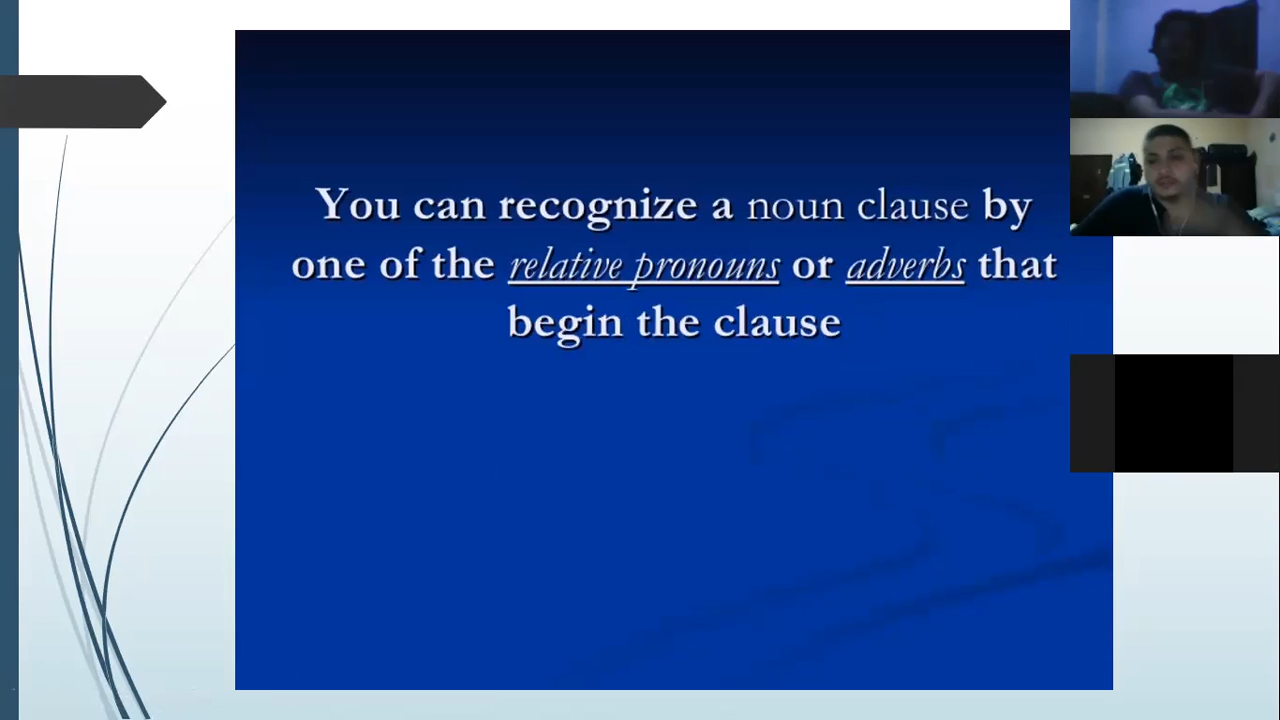 You can recognize a noun clause by
one of the relative pronouns or adverbs that
begin the clause